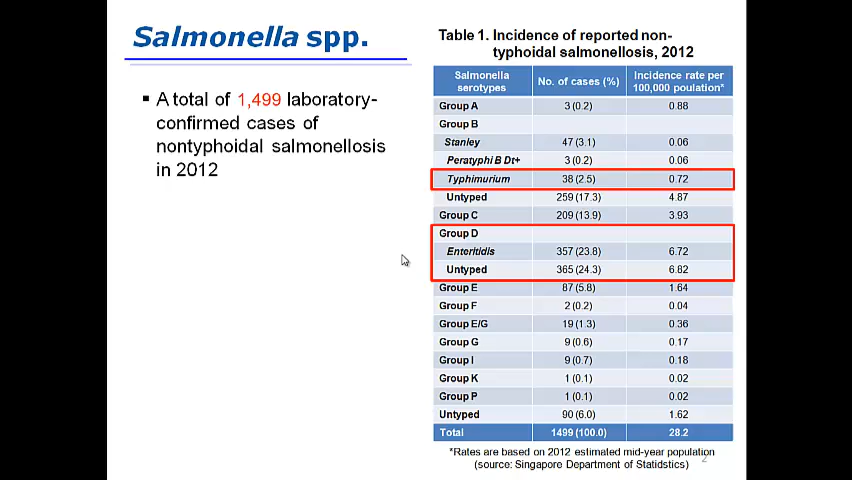 Salmonella spp.
▪ A total of 1,499 laboratory-
confirmed cases of
nontyphoidal salmonellosis
in 2012
Table 1. Incidence of reported non-
typhoidal salmonellosis, 2012
Salmonella serotypes No. of cases (%) Incidence rate per 100,000 poulation*
Group A 3 (0.2) 0.88
Group B
Stanley 47 (3.1) 0.06
Peratyphi B Dt+ 3 (0.2) 0.06
Typhimurium 38 (2.5) 0.72
Untyped 259 (17.3) 4.87
Group C 209 (13.9) 3.93
Group D
Enteritidis 357 (23.8) 6.72
Untyped 365 (24.3) 6.82
Group E 87 (5.8) 1.64
Group F 2 (0.2) 0.04
Group E/G 19 (1.3) 0.36
Group G 9 (0.6) 0.17
Group I 9 (0.7) 0.18
Group K 1 (0.1) 0.02
Group P 1 (0.1) 0.02
Untyped 90 (6.0) 1.62
Total 1499 (100.0) 28.2
*Rates are based on 2012 estimated mid-year population
(source: Singapore Department of Statidstics)
2